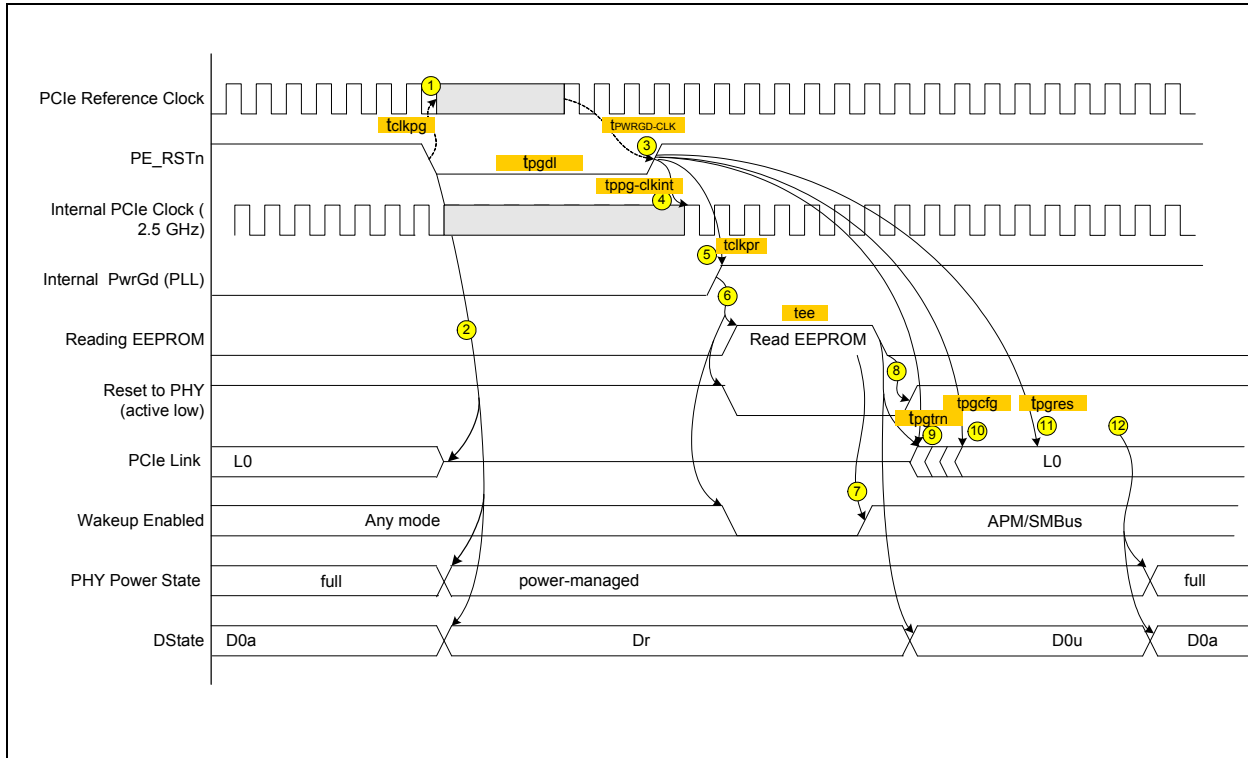 1
PCIe Reference Clock
tclkpg
tPWRGD-CLK
3
PE_RSTn
tpgdl
tppg-clkint
4
Internal PCIe Clock (
2.5 GHz)
tclkpr
5
Internal PwrGd (PLL)
6
tee
2
Reading EEPROM
Read EEPROM
8
Reset to PHY
(active low)
tpgcfg
tpgres
tpgtrn
9
10
11
12
PCIe Link
L0
L0
7
Wakeup Enabled
Any mode
APM/SMBus
PHY Power State
full
power-managed
full
DState
D0a
Dr
D0u
D0a